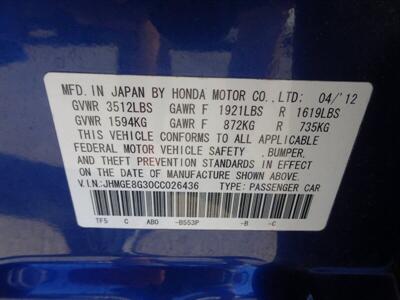 MFD. IN JAPAN BY HONDA MOTOR CO., LTD: 04/'12
GVWR 3512LBS GAWR F 1921LBS R 1619LBS
GVWR 1594KG GAWR F 872KG R 735KG
THIS VEHICLE CONFORMS TO ALL APPLICABLE
FEDERAL MOTOR VEHICLE SAFETY, BUMPER,
AND THEFT PREVENTION STANDARDS IN EFFECT
ON THE DATE OF MANUFACTURE SHOWN ABOVE.
V.I.N.:JHMGE8G30CC026436 TYPE: PASSENGER CAR
TF5 C ABO -B553P -B -C